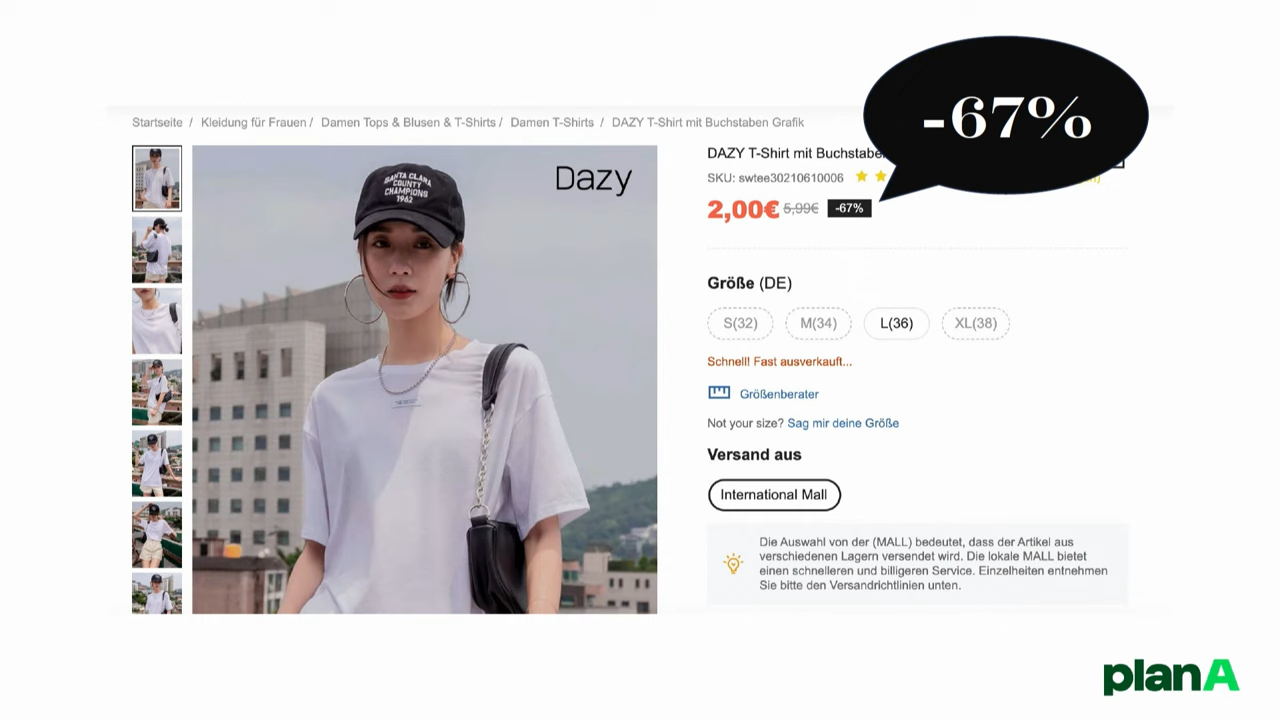 -67%
Startseite / Kleidung für Frauen / Damen Tops & Blusen & T-Shirts / Damen T-Shirts / DAZY T-Shirt mit Buchstaben Grafik
Dazy
SANTA CLARA
COUNTY
CHAMPIONS
1962
DAZY T-Shirt mit Buchstaben
SKU: swtee30210610006
2,00€ 5,99€ -67%
Größe (DE)
S(32) M(34) L(36) XL(38)
Schnell! Fast ausverkauft...
Größenberater
Not your size? Sag mir deine Größe
Versand aus
International Mall
Die Auswahl von der (MALL) bedeutet, dass der Artikel aus
verschiedenen Lagern versendet wird. Die lokale MALL bietet
einen schnelleren und billigeren Service. Einzelheiten entnehmen
Sie bitte den Versandrichtlinien unten.
planA